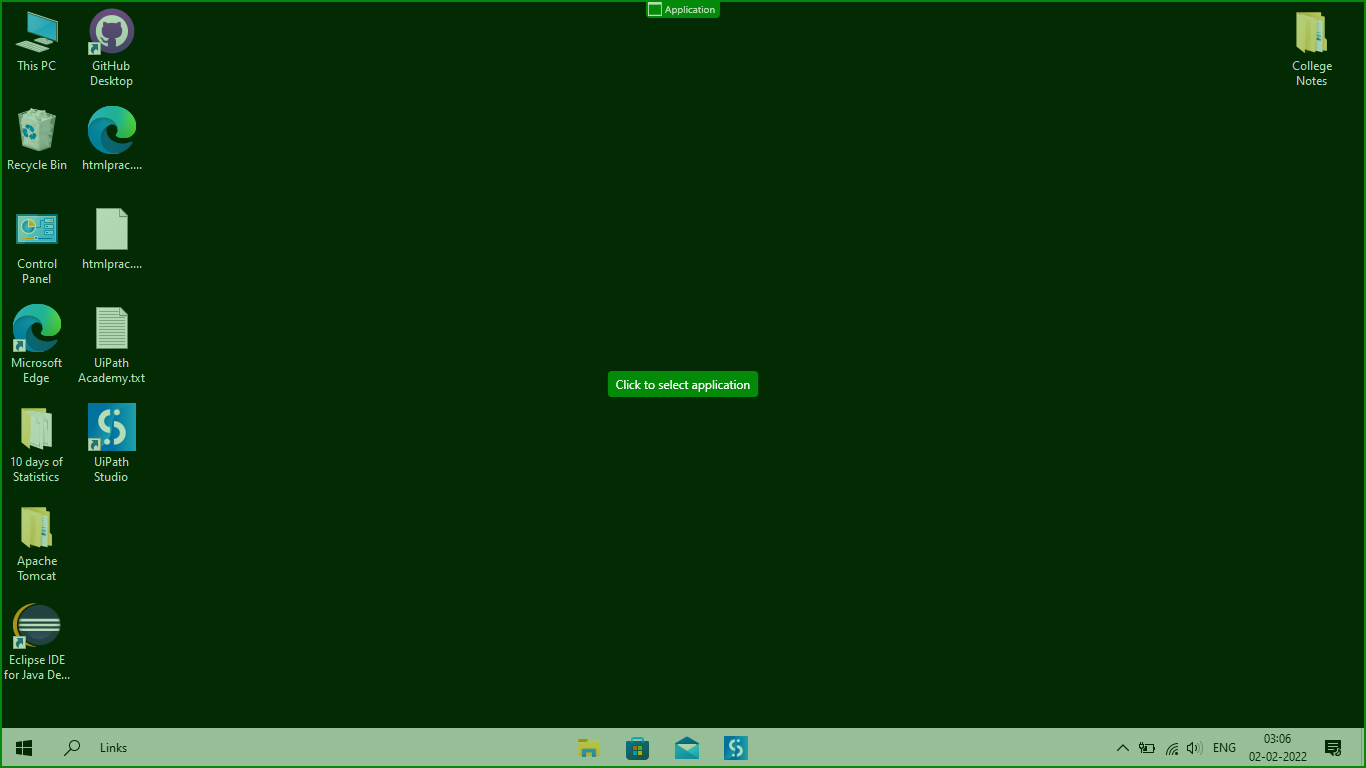 Application
This PC
GitHub
Desktop
College
Notes
Recycle Bin
htmlprac....
Control
Panel
htmlprac....
Click to select application
Microsoft
Edge
UiPath
Academy.txt
10 days of
Statistics
UiPath
Studio
Apache
Tomcat
Eclipse IDE
for Java De...
Links
ENG
03:06
02-02-2022